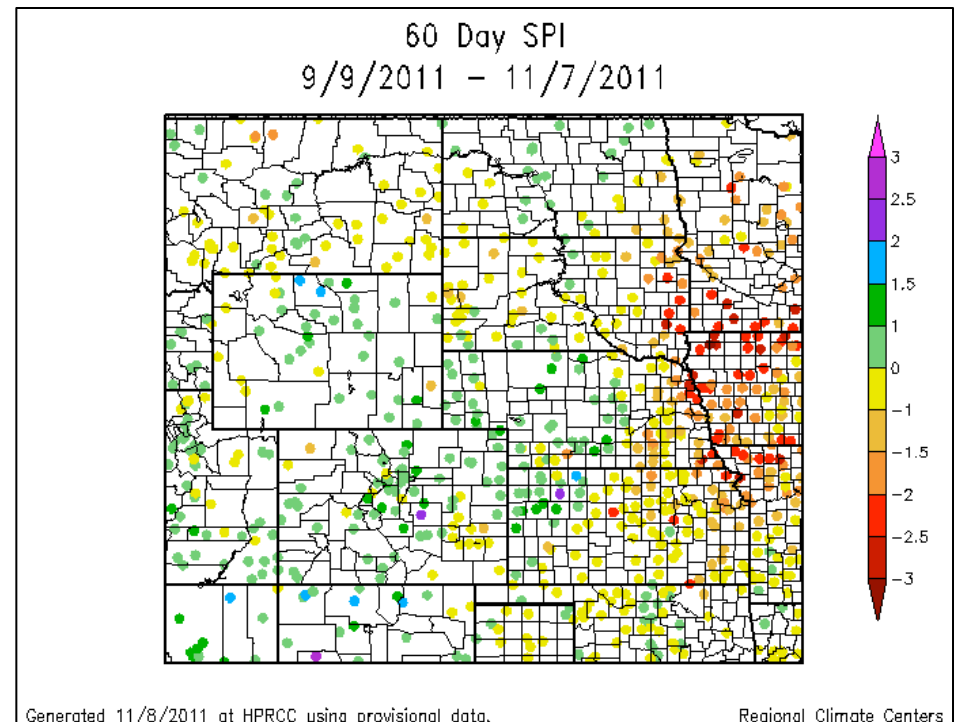 60 Day SPI
9/9/2011 – 11/7/2011
3
2.5
2
1.5
1
0
−1
−1.5
−2
−2.5
−3
Generated 11/8/2011 at HPRCC using provisional data.
Regional Climate Centers